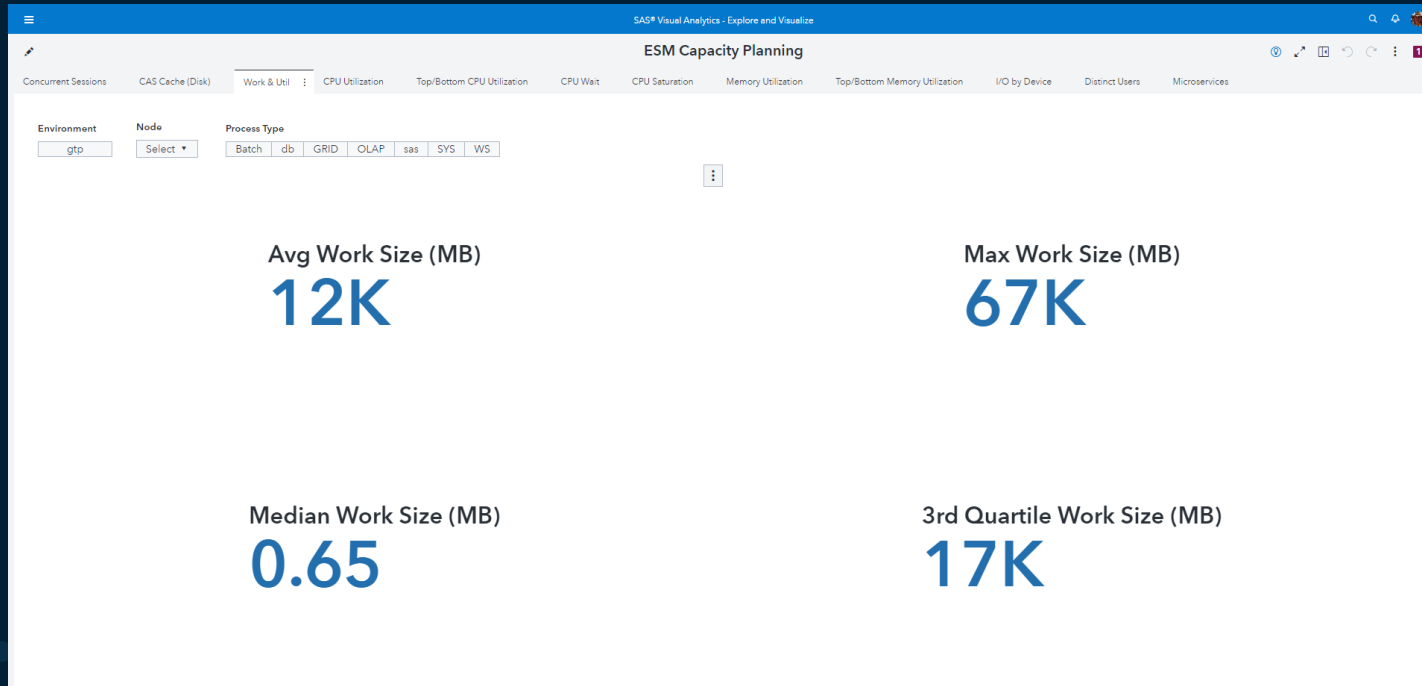 SAS® Visual Analytics - Explore and Visualize
ESM Capacity Planning
Concurrent Sessions CAS Cache (Disk) Work & Util CPU Utilization Top/Bottom CPU Utilization CPU Wait CPU Saturation Memory Utilization Top/Bottom Memory Utilization I/O by Device Distinct Users Microservices
Environment Node Process Type
gtp Select Batch db GRID OLAP sas SYS WS
Avg Work Size (MB) Max Work Size (MB)
12K 67K
Median Work Size (MB) 3rd Quartile Work Size (MB)
0.65 17K